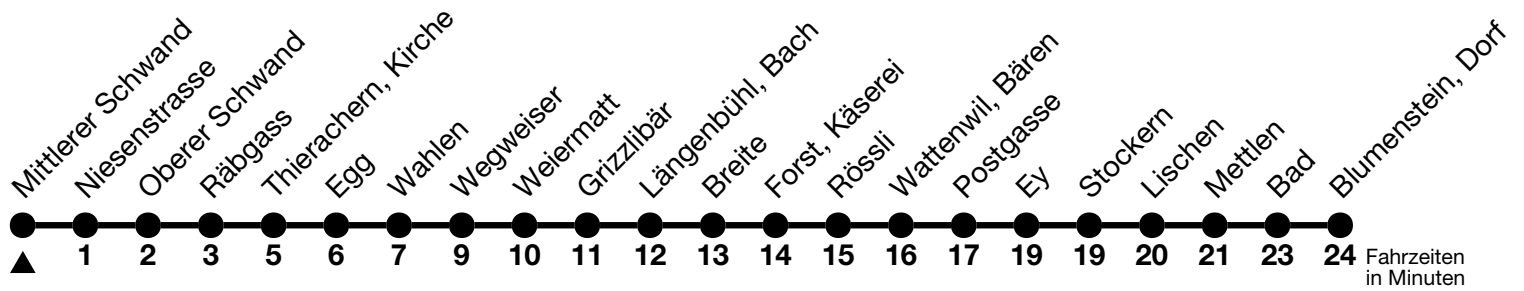 Mittlerer Schwand
Niesenstrasse
Oberer Schwand
Räbgass
Thierachern, Kirche
Egg
Wahlen
Wegweiser
Weiermatt
Grizzlibär
Längenbühl, Bach
Breite
Forst, Käserei
Rössli
Wattenwil, Bären
Postgasse
Ey
Stockern
Lischen
Mettlen
Bad
Blumenstein, Dorf
1 2 3 5 6 7 9 10 11 12 13 14 15 16 17 19 19 20 21 23 24 Fahrzeiten
in Minuten